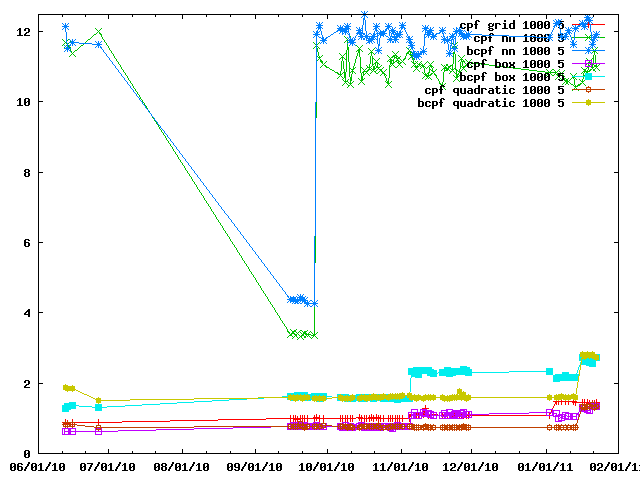 12
10
8
6
4
2
0
cpf grid 1000 5
cpf nn 1000 5
bcpf nn 1000 5
cpf box 1000 5
bcpf box 1000 5
cpf quadratic 1000 5
bcpf quadratic 1000 5
06/01/10 07/01/10 08/01/10 09/01/10 10/01/10 11/01/10 12/01/10 01/01/11 02/01/11